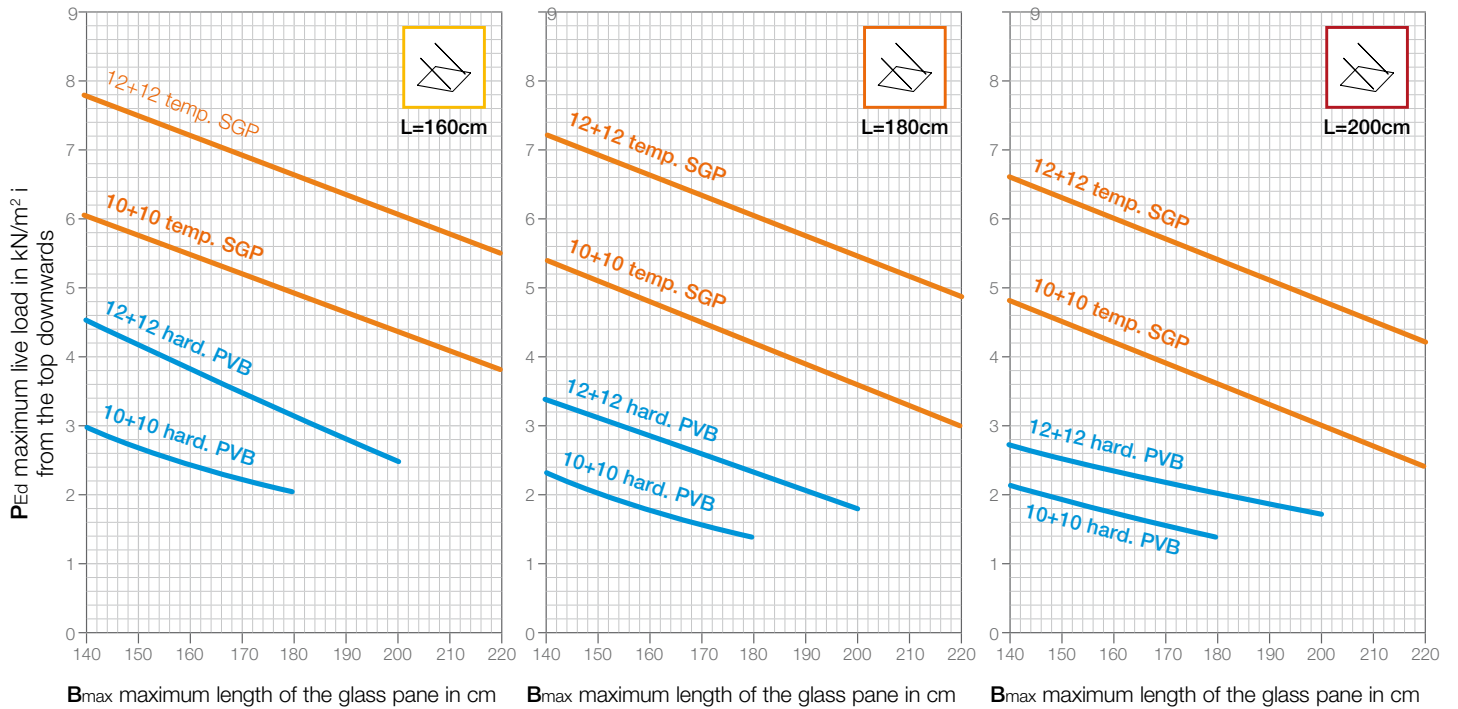 PEd maximum live load in kN/m² i
from the top downwards
9
8
7
6
5
4
3
2
1
0
12+12 temp. SGP
10+10 temp. SGP
12+12 hard. PVB
10+10 hard. PVB
L=160cm
140 150 160 170 180 190 200 210 220
Bmax maximum length of the glass pane in cm
9
8
7
6
5
4
3
2
1
0
12+12 temp. SGP
10+10 temp. SGP
12+12 hard. PVB
10+10 hard. PVB
L=180cm
140 150 160 170 180 190 200 210 220
Bmax maximum length of the glass pane in cm
9
8
7
6
5
4
3
2
1
0
12+12 temp. SGP
10+10 temp. SGP
12+12 hard. PVB
10+10 hard. PVB
L=200cm
140 150 160 170 180 190 200 210 220
Bmax maximum length of the glass pane in cm